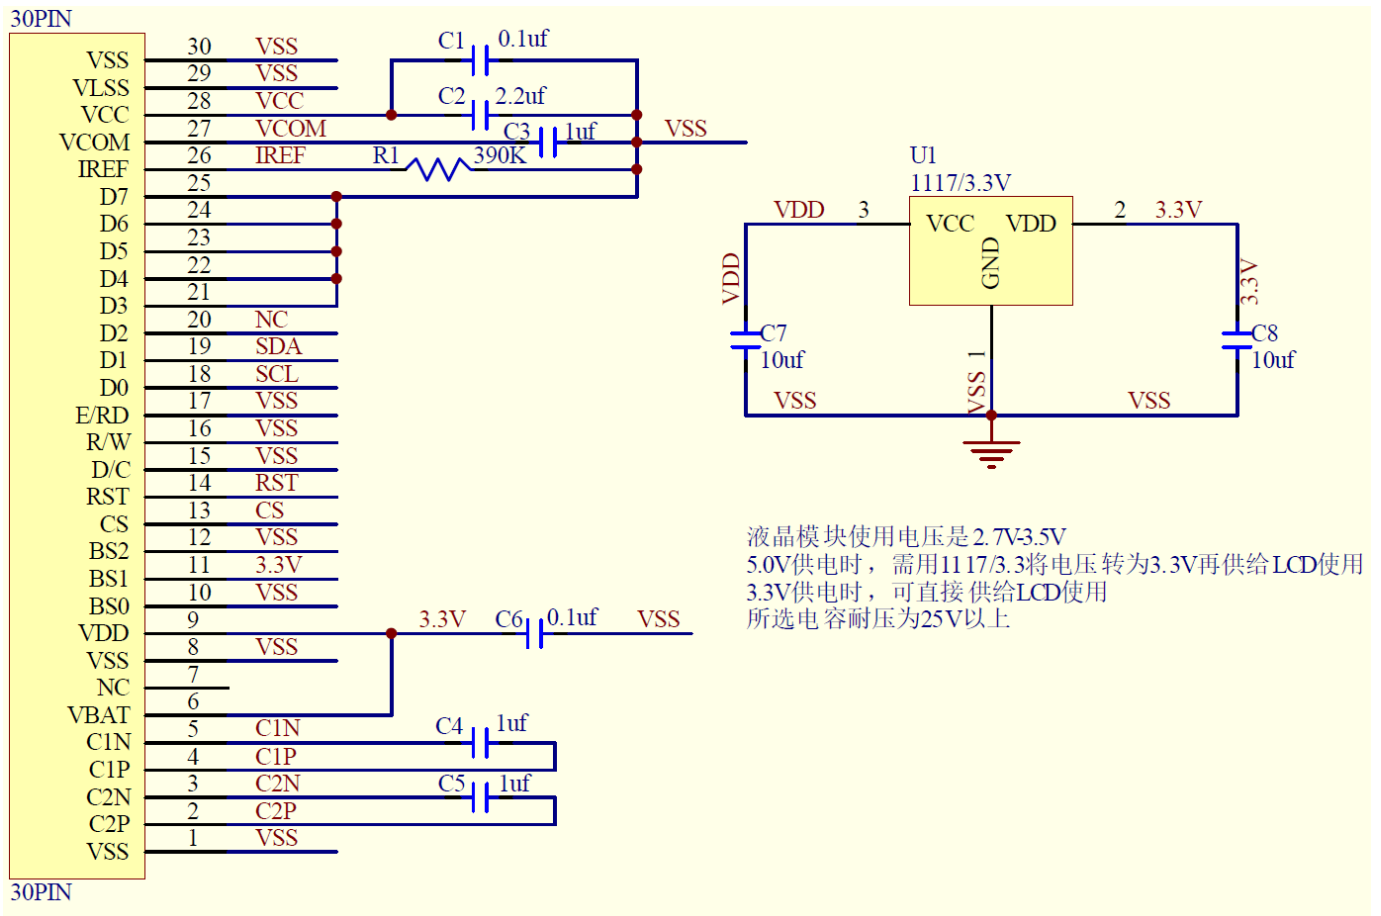 30PIN
VSS 30 VSS
VLSS 29 VSS
VCC 28 VCC
VCOM 27 VCOM
IREF 26 IREF
D7 25
D6 24
D5 23
D4 22
D3 21
D2 20 NC
D1 19 SDA
D0 18 SCL
E/RD 17 VSS
R/W 16 VSS
D/C 15 VSS
RST 14 RST
CS 13 CS
BS2 12 VSS
BS1 11 3.3V
BS0 10 VSS
VDD 9
VSS 8 VSS
NC 7
VBAT 6
C1N 5 C1N
C1P 4 C1P
C2N 3 C2N
C2P 2 C2P
VSS 1 VSS
30PIN
C1 0.1uf
C2 2.2uf
C3 1uf
VSS
R1 390K
3.3V C6 0.1uf VSS
C4 1uf
C5 1uf
U1
1117/3.3V
VDD 3 VCC VDD 2 3.3V
GND
VDD
3.3V
C7
10uf
C8
10uf
1
VSS
VSS
VSS
液晶模块使用电压是2.7V-3.5V
5.0V供电时，需用1117/3.3将电压转为3.3V再供给LCD使用
3.3V供电时，可直接供给LCD使用
所选电容耐压为25V以上